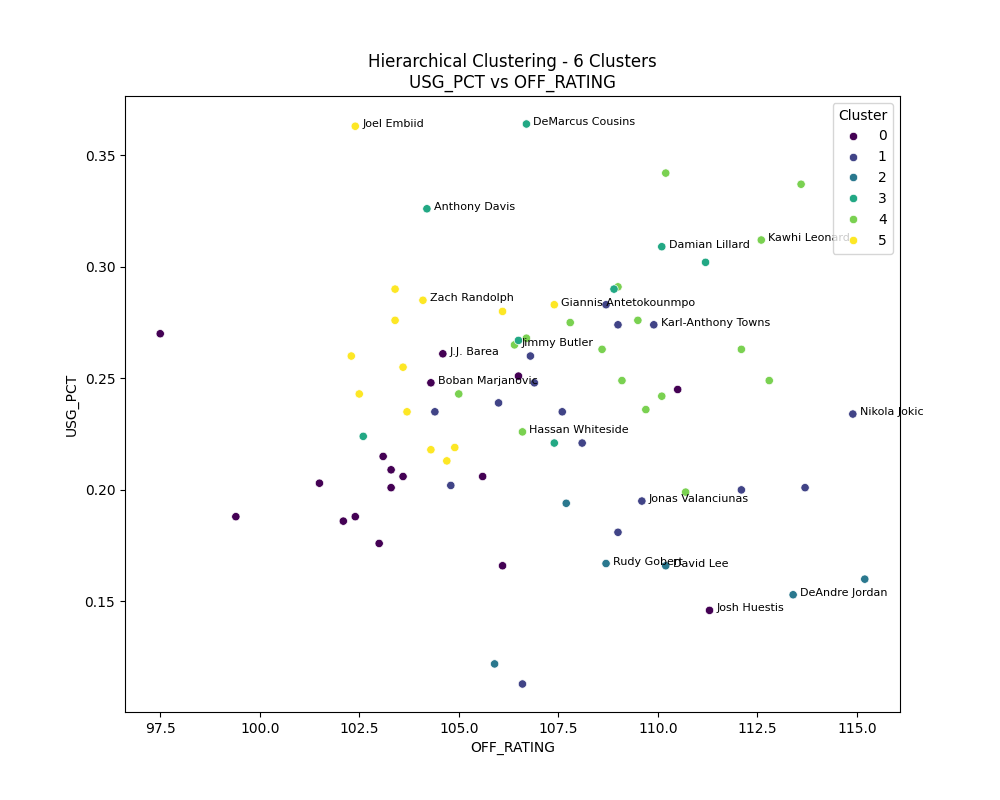 Hierarchical Clustering - 6 Clusters
USG_PCT vs OFF_RATING
Cluster
0
1
2
3
4
5
Joel Embiid
DeMarcus Cousins
Anthony Davis
Damian Lillard
Kawhi Leonard
Zach Randolph
Giannis Antetokounmpo
Karl-Anthony Towns
Jimmy Butler
J.J. Barea
Boban Marjanovic
Nikola Jokic
Hassan Whiteside
Jonas Valanciunas
Rudy Gobert
David Lee
DeAndre Jordan
Josh Huestis
USG_PCT
0.35
0.30
0.25
0.20
0.15
97.5
100.0
102.5
105.0
107.5
110.0
112.5
115.0
OFF_RATING